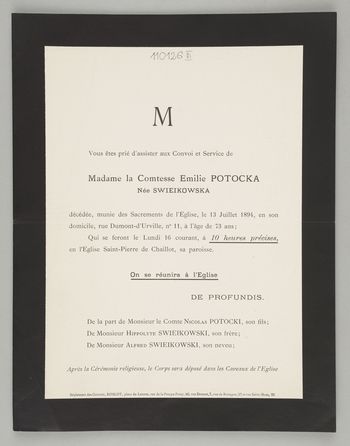 110126 II
M
Vous êtes prié d'assister aux Convoi et Service de
Madame la Comtesse Emilie POTOCKA
Née SWIEIKOWSKA
décédée, munie des Sacrements de l'Eglise, le 13 Juillet 1894, en son
domicile, rue Dumont-d'Urville, nº 11, à l'âge de 73 ans;
Qui se feront le Lundi 16 courant, à 10 heures précises,
en l'Eglise Saint-Pierre de Chaillot, sa paroisse.
On se réunira à l'Eglise
DE PROFUNDIS.
De la part de Monsieur le Comte Nicolas POTOCKI, son fils;
De Monsieur Hippolyte SWIEIKOWSKI, son frère;
De Monsieur Alfred SWIEIKOWSKI, son neveu;
Après la Cérémonie religieuse, le Corps sera déposé dans les Caveaux de l'Eglise